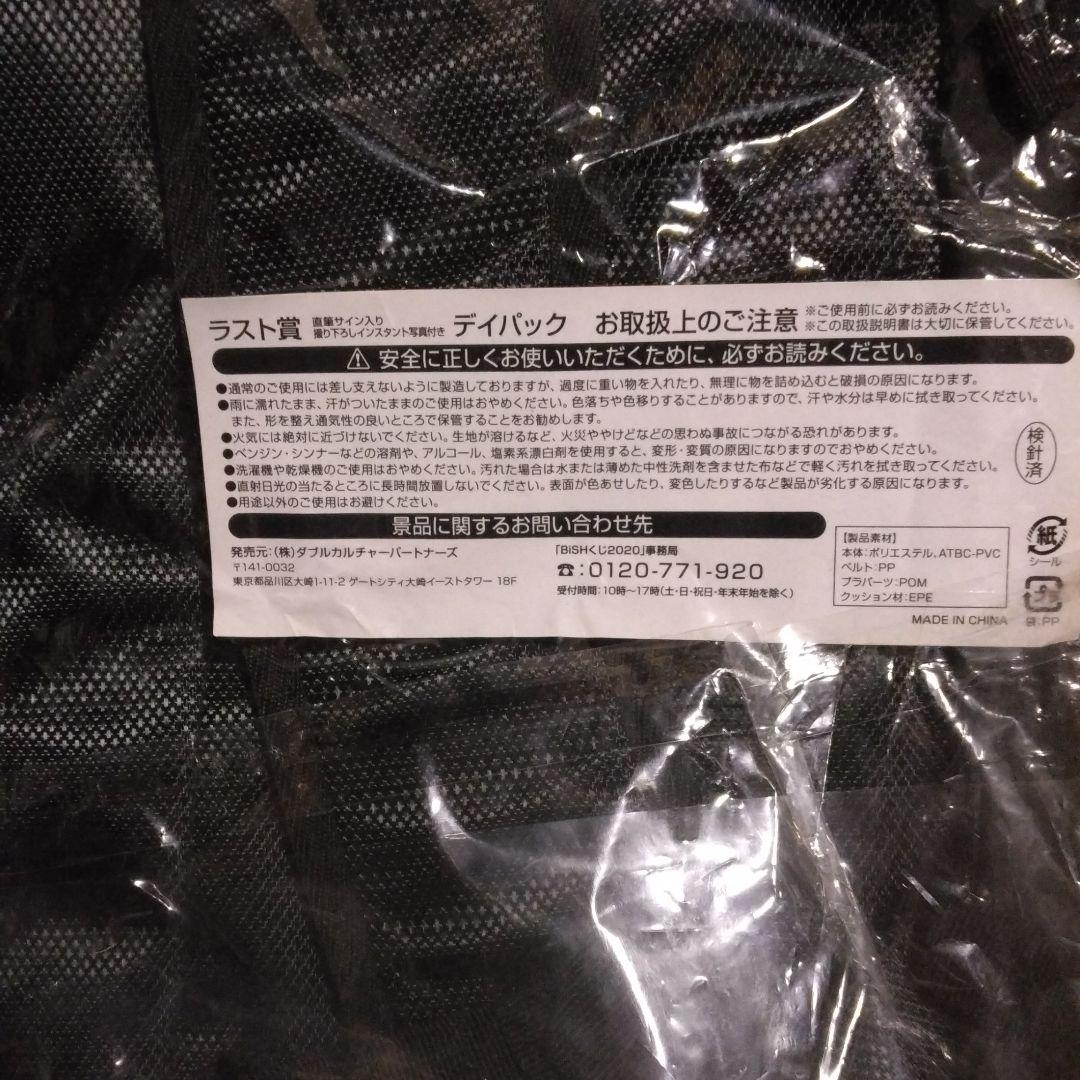 ラスト賞 直筆サイン入り 撮り下ろしインスタント写真付き デイパック お取扱上のご注意 ※ご使用前に必ずお読みください。
※この取扱説明書は大切に保管してください。
⚠ 安全に正しくお使いいただくために、必ずお読みください。
●通常のご使用には差し支えないように製造しておりますが、過度に重い物を入れたり、無理に物を詰め込むと破損の原因になります。
●雨に濡れたまま、汗がついたままのご使用はおやめください。色落ちや色移りすることがありますので、汗や水分は早めに拭き取ってください。
また、形を整え通気性の良いところで保管することをお勧めします。
●火気には絶対に近づけないでください。生地が溶けるなど、火災ややけどなどの思わぬ事故につながる恐れがあります。
●ベンジン・シンナーなどの溶剤や、アルコール、塩素系漂白剤を使用すると、変形・変質の原因になりますのでおやめください。
●洗濯機や乾燥機のご使用はおやめください。汚れた場合は水または薄めた中性洗剤を含ませた布などで軽く汚れを拭き取ってください。
●直射日光の当たるところに長時間放置しないでください。表面が色あせしたり、変色したりするなど製品が劣化する原因になります。
●用途以外のご使用はお避けください。
検針済
景品に関するお問い合わせ先
発売元:(株)ダブルカルチャーパートナーズ
〒141-0032
東京都品川区大崎1-11-2 ゲートシティ大崎イーストタワー 18F
「BiSHくじ2020」事務局
☎:0120-771-920
受付時間:10時〜17時(土・日・祝日・年末年始を除く)
【製品素材】
本体:ポリエステル、ATBC-PVC
ベルト:PP
プラパーツ:POM
クッション材:EPE
MADE IN CHINA
紙
シール
プラ
袋:PP